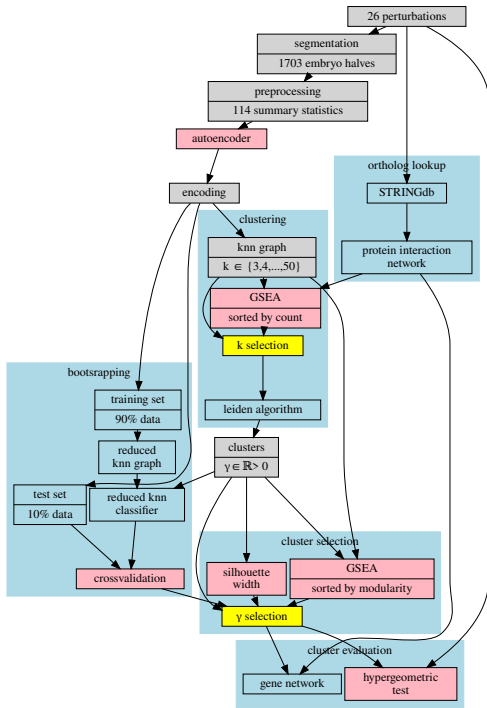 26 perturbations
segmentation
1703 embryo halves
preprocessing
114 summary statistics
autoencoder
ortholog lookup
encoding
STRINGdb
clustering
knn graph
k ∈ {3,4,...,50}
protein interaction
network
GSEA
sorted by count
k selection
bootsrapping
training set
90% data
leiden algorithm
reduced
knn graph
clusters
γ ∈ ℝ > 0
test set
10% data
reduced knn
classifier
cluster selection
crossvalidation
silhouette
width
GSEA
sorted by modularity
γ selection
cluster evaluation
gene network
hypergeometric
test